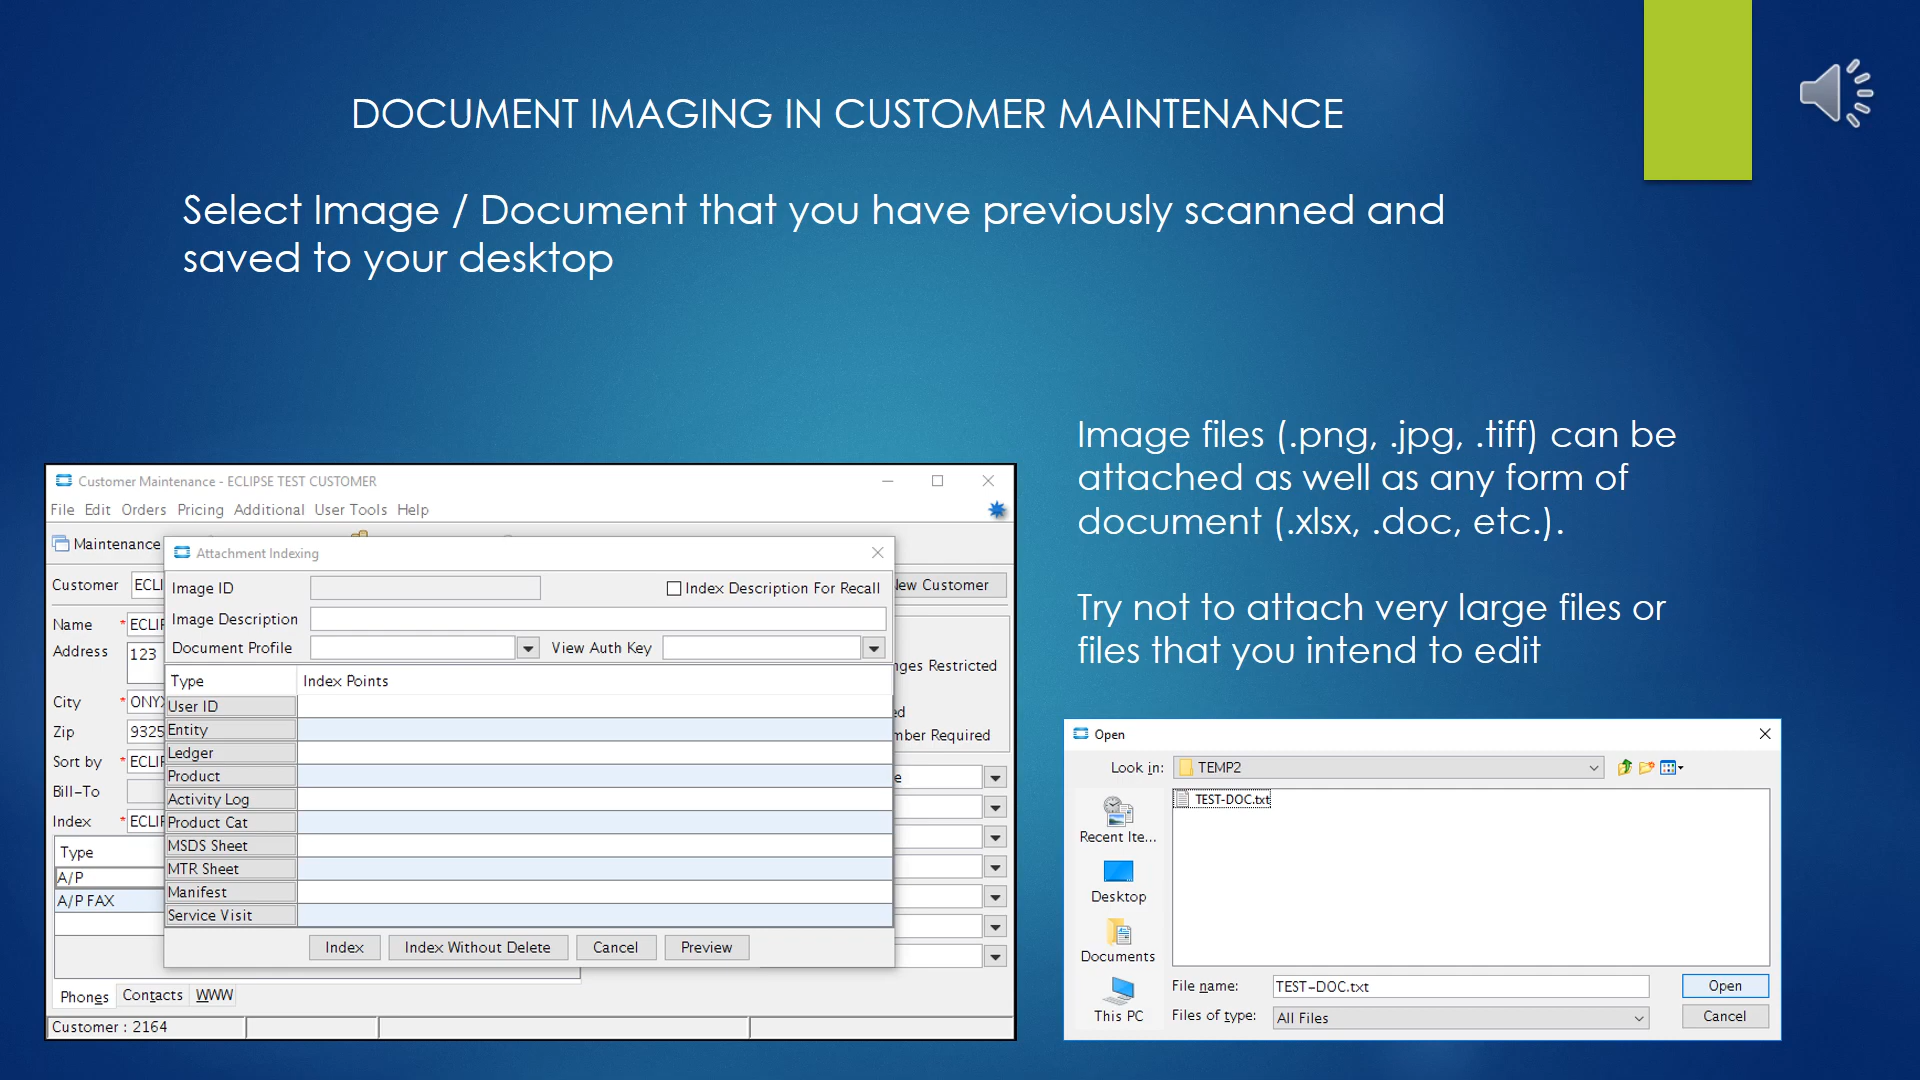 DOCUMENT IMAGING IN CUSTOMER MAINTENANCE
Select Image / Document that you have previously scanned and
saved to your desktop
Image files (.png, .jpg, .tiff) can be
attached as well as any form of
document (.xlsx, .doc, etc.).
Try not to attach very large files or
files that you intend to edit
Customer Maintenance - ECLIPSE TEST CUSTOMER
File Edit Orders Pricing Additional User Tools Help
Maintenance
Customer
Name *
Address 123
City *
Zip
Sort by *
Bill-To
Index *
Type
A/P
A/P FAX
Customer
Required
Restricted
Attachment Indexing
Image ID
Index Description For Recall
Image Description
Document Profile
View Auth Key
Type Index Points
User ID
Entity
Ledger
Product
Activity Log
Product Cat
MSDS Sheet
MTR Sheet
Manifest
Service Visit
Index Index Without Delete Cancel Preview
Phones Contacts WWW
Customer : 2164
Open
Look in: TEMP2
TEST-DOC.txt
Recent Ite...
Desktop
Documents
This PC
File name: TEST-DOC.txt Open
Files of type: All Files Cancel